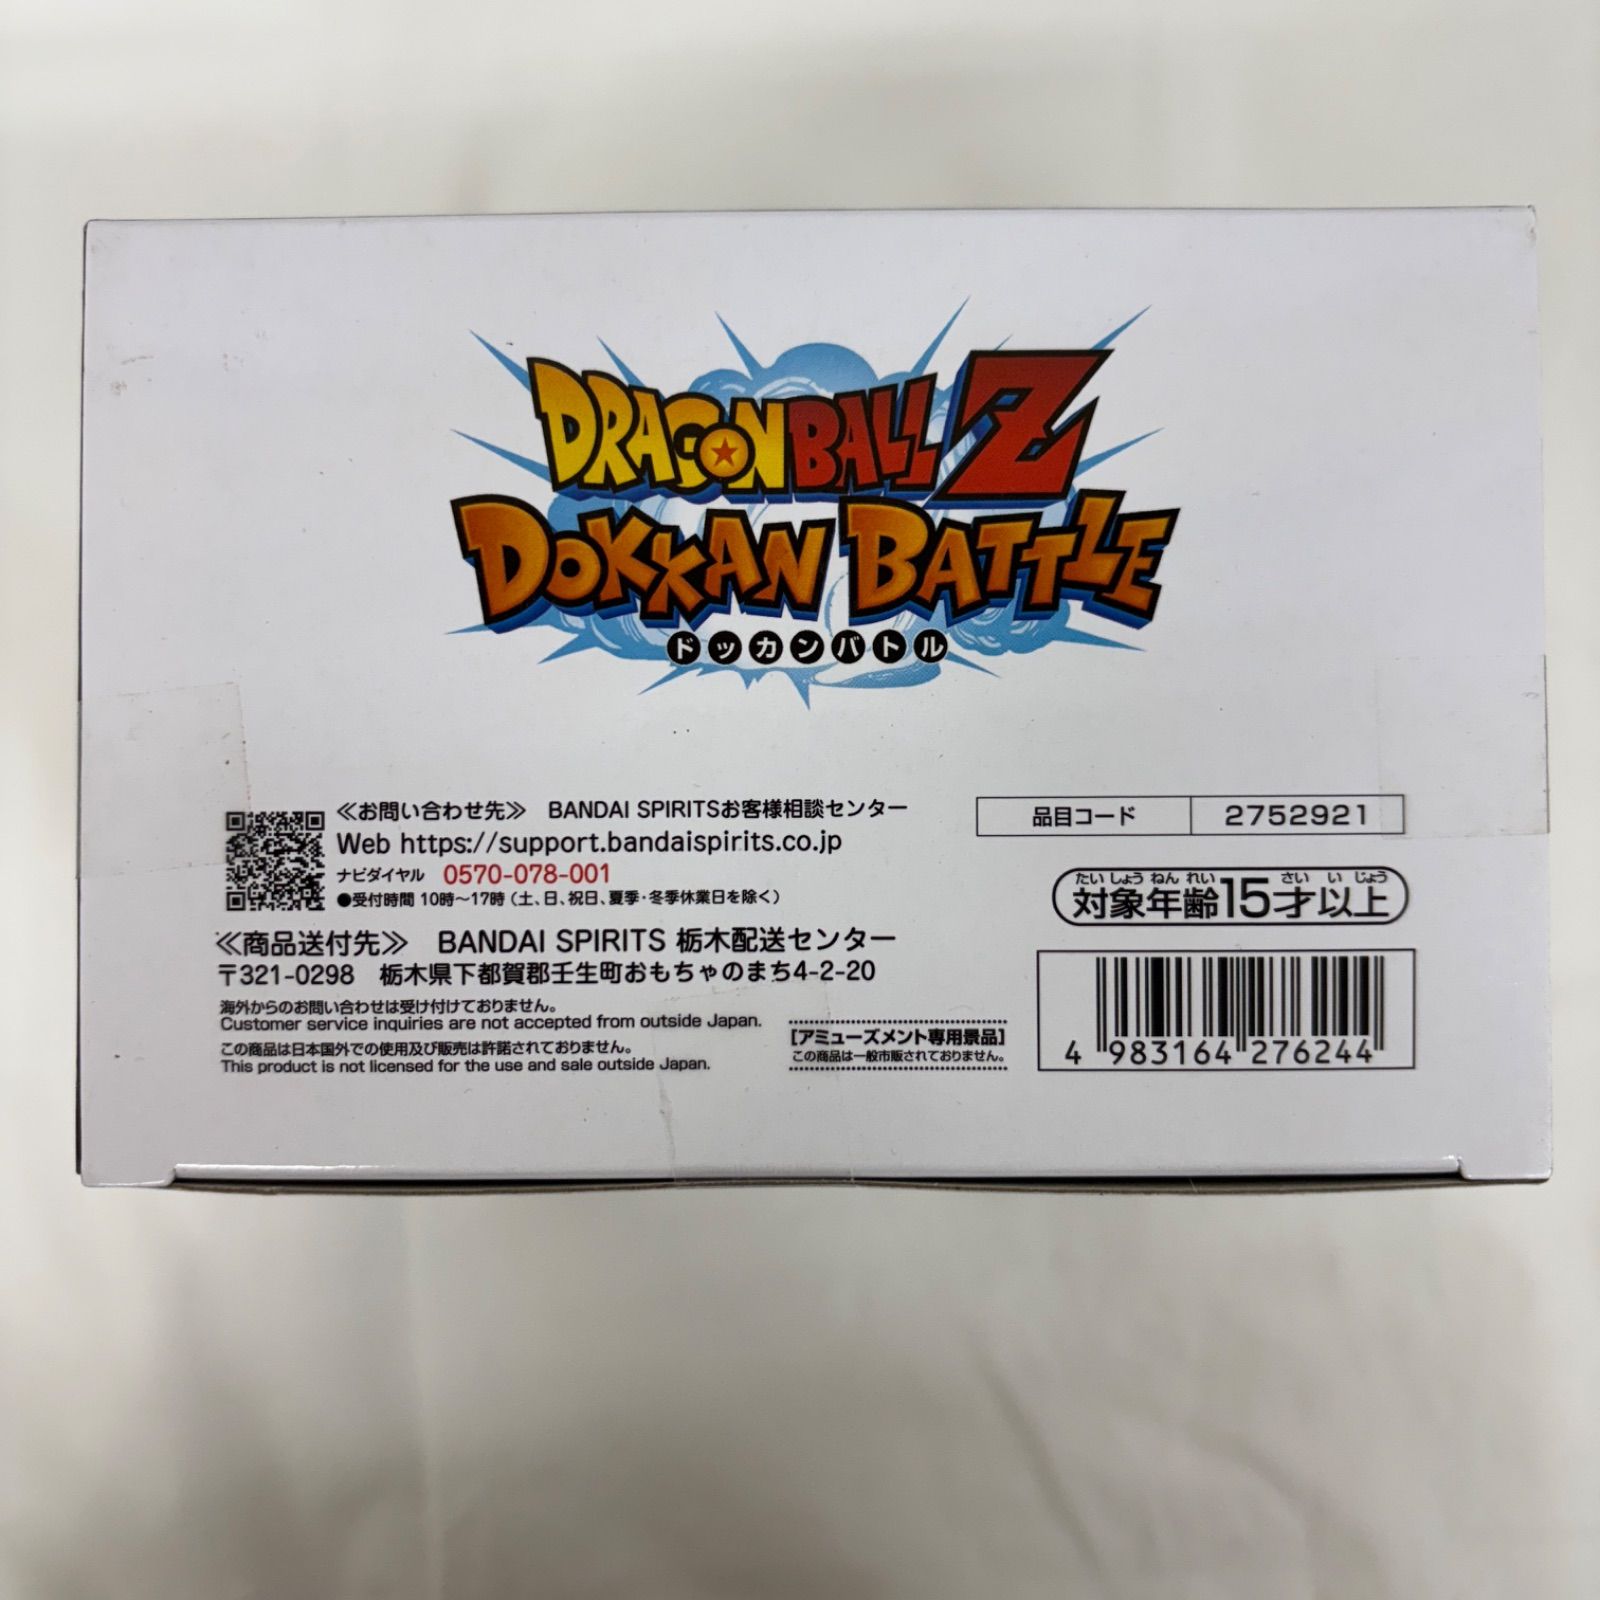 DRAGONBALL Z
DOKKAN BATTLE
ドッカンバトル
≪お問い合わせ先≫ BANDAI SPIRITSお客様相談センター
Web https://support.bandaispirits.co.jp
ナビダイヤル 0570-078-001
●受付時間 10時～17時（土、日、祝日、夏季・冬季休業日を除く）
≪商品送付先≫ BANDAI SPIRITS 栃木配送センター
〒321-0298 栃木県下都賀郡壬生町おもちゃのまち4-2-20
海外からのお問い合わせは受け付けておりません。
Customer service inquiries are not accepted from outside Japan.
この商品は日本国外での使用及び販売は許諾されておりません。
This product is not licensed for the use and sale outside Japan.
[アミューズメント専用景品]
この商品は一般市販されておりません。
品目コード 2752921
たいしょう ねん れい さい い じょう
対象年齢15才以上
4 983164 276244